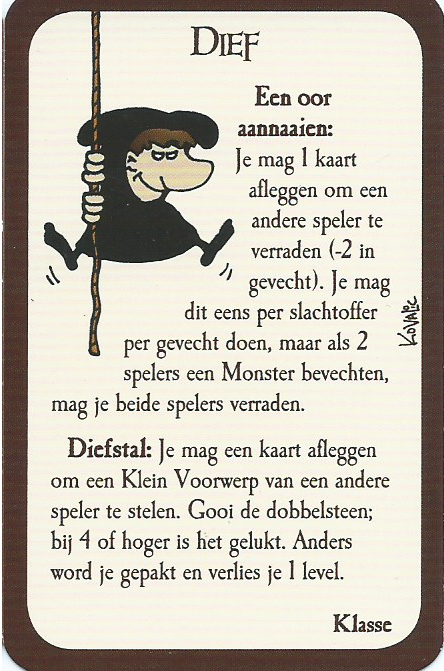 DIEF
Een oor
aannaaien:
Je mag 1 kaart
afleggen om een
andere speler te
verraden (-2 in
gevecht). Je mag
dit eens per slachtoffer
per gevecht doen, maar als 2
spelers een Monster bevechten,
mag je beide spelers verraden.
KOVALIC
Diefstal: Je mag een kaart afleggen
om een Klein Voorwerp van een andere
speler te stelen. Gooi de dobbelsteen;
bij 4 of hoger is het gelukt. Anders
word je gepakt en verlies je 1 level.
Klasse